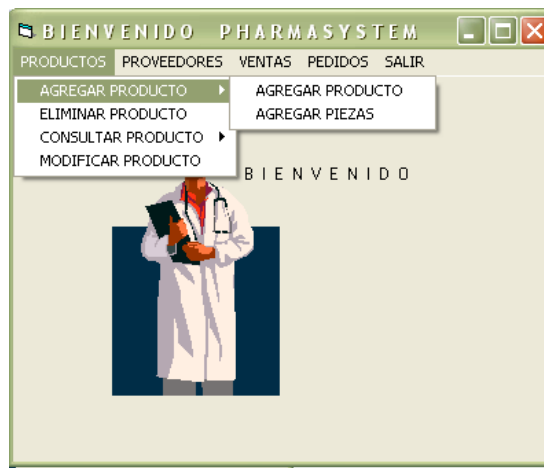 BIENVENIDO PHARMASYSTEM
PRODUCTOS PROVEEDORES VENTAS PEDIDOS SALIR
AGREGAR PRODUCTO AGREGAR PRODUCTO
ELIMINAR PRODUCTO AGREGAR PIEZAS
CONSULTAR PRODUCTO
MODIFICAR PRODUCTO
BIENVENIDO